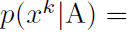 p(x^k|A) =